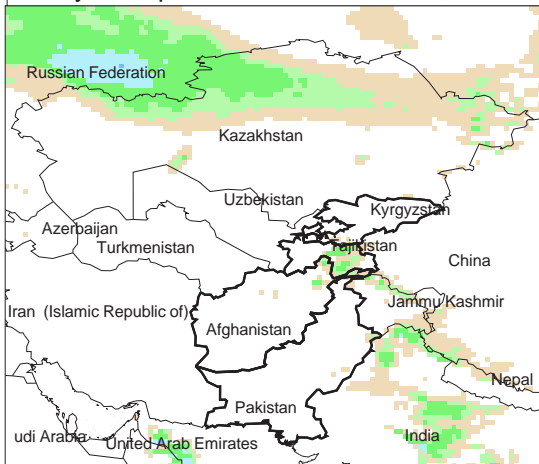 Russian Federation
Kazakhstan
Uzbekistan
Kyrgyzstan
Azerbaijan
Turkmenistan
Tajikistan
China
Iran (Islamic Republic of)
Jammu Kashmir
Afghanistan
Nepal
Pakistan
udi Arabia
United Arab Emirates
India